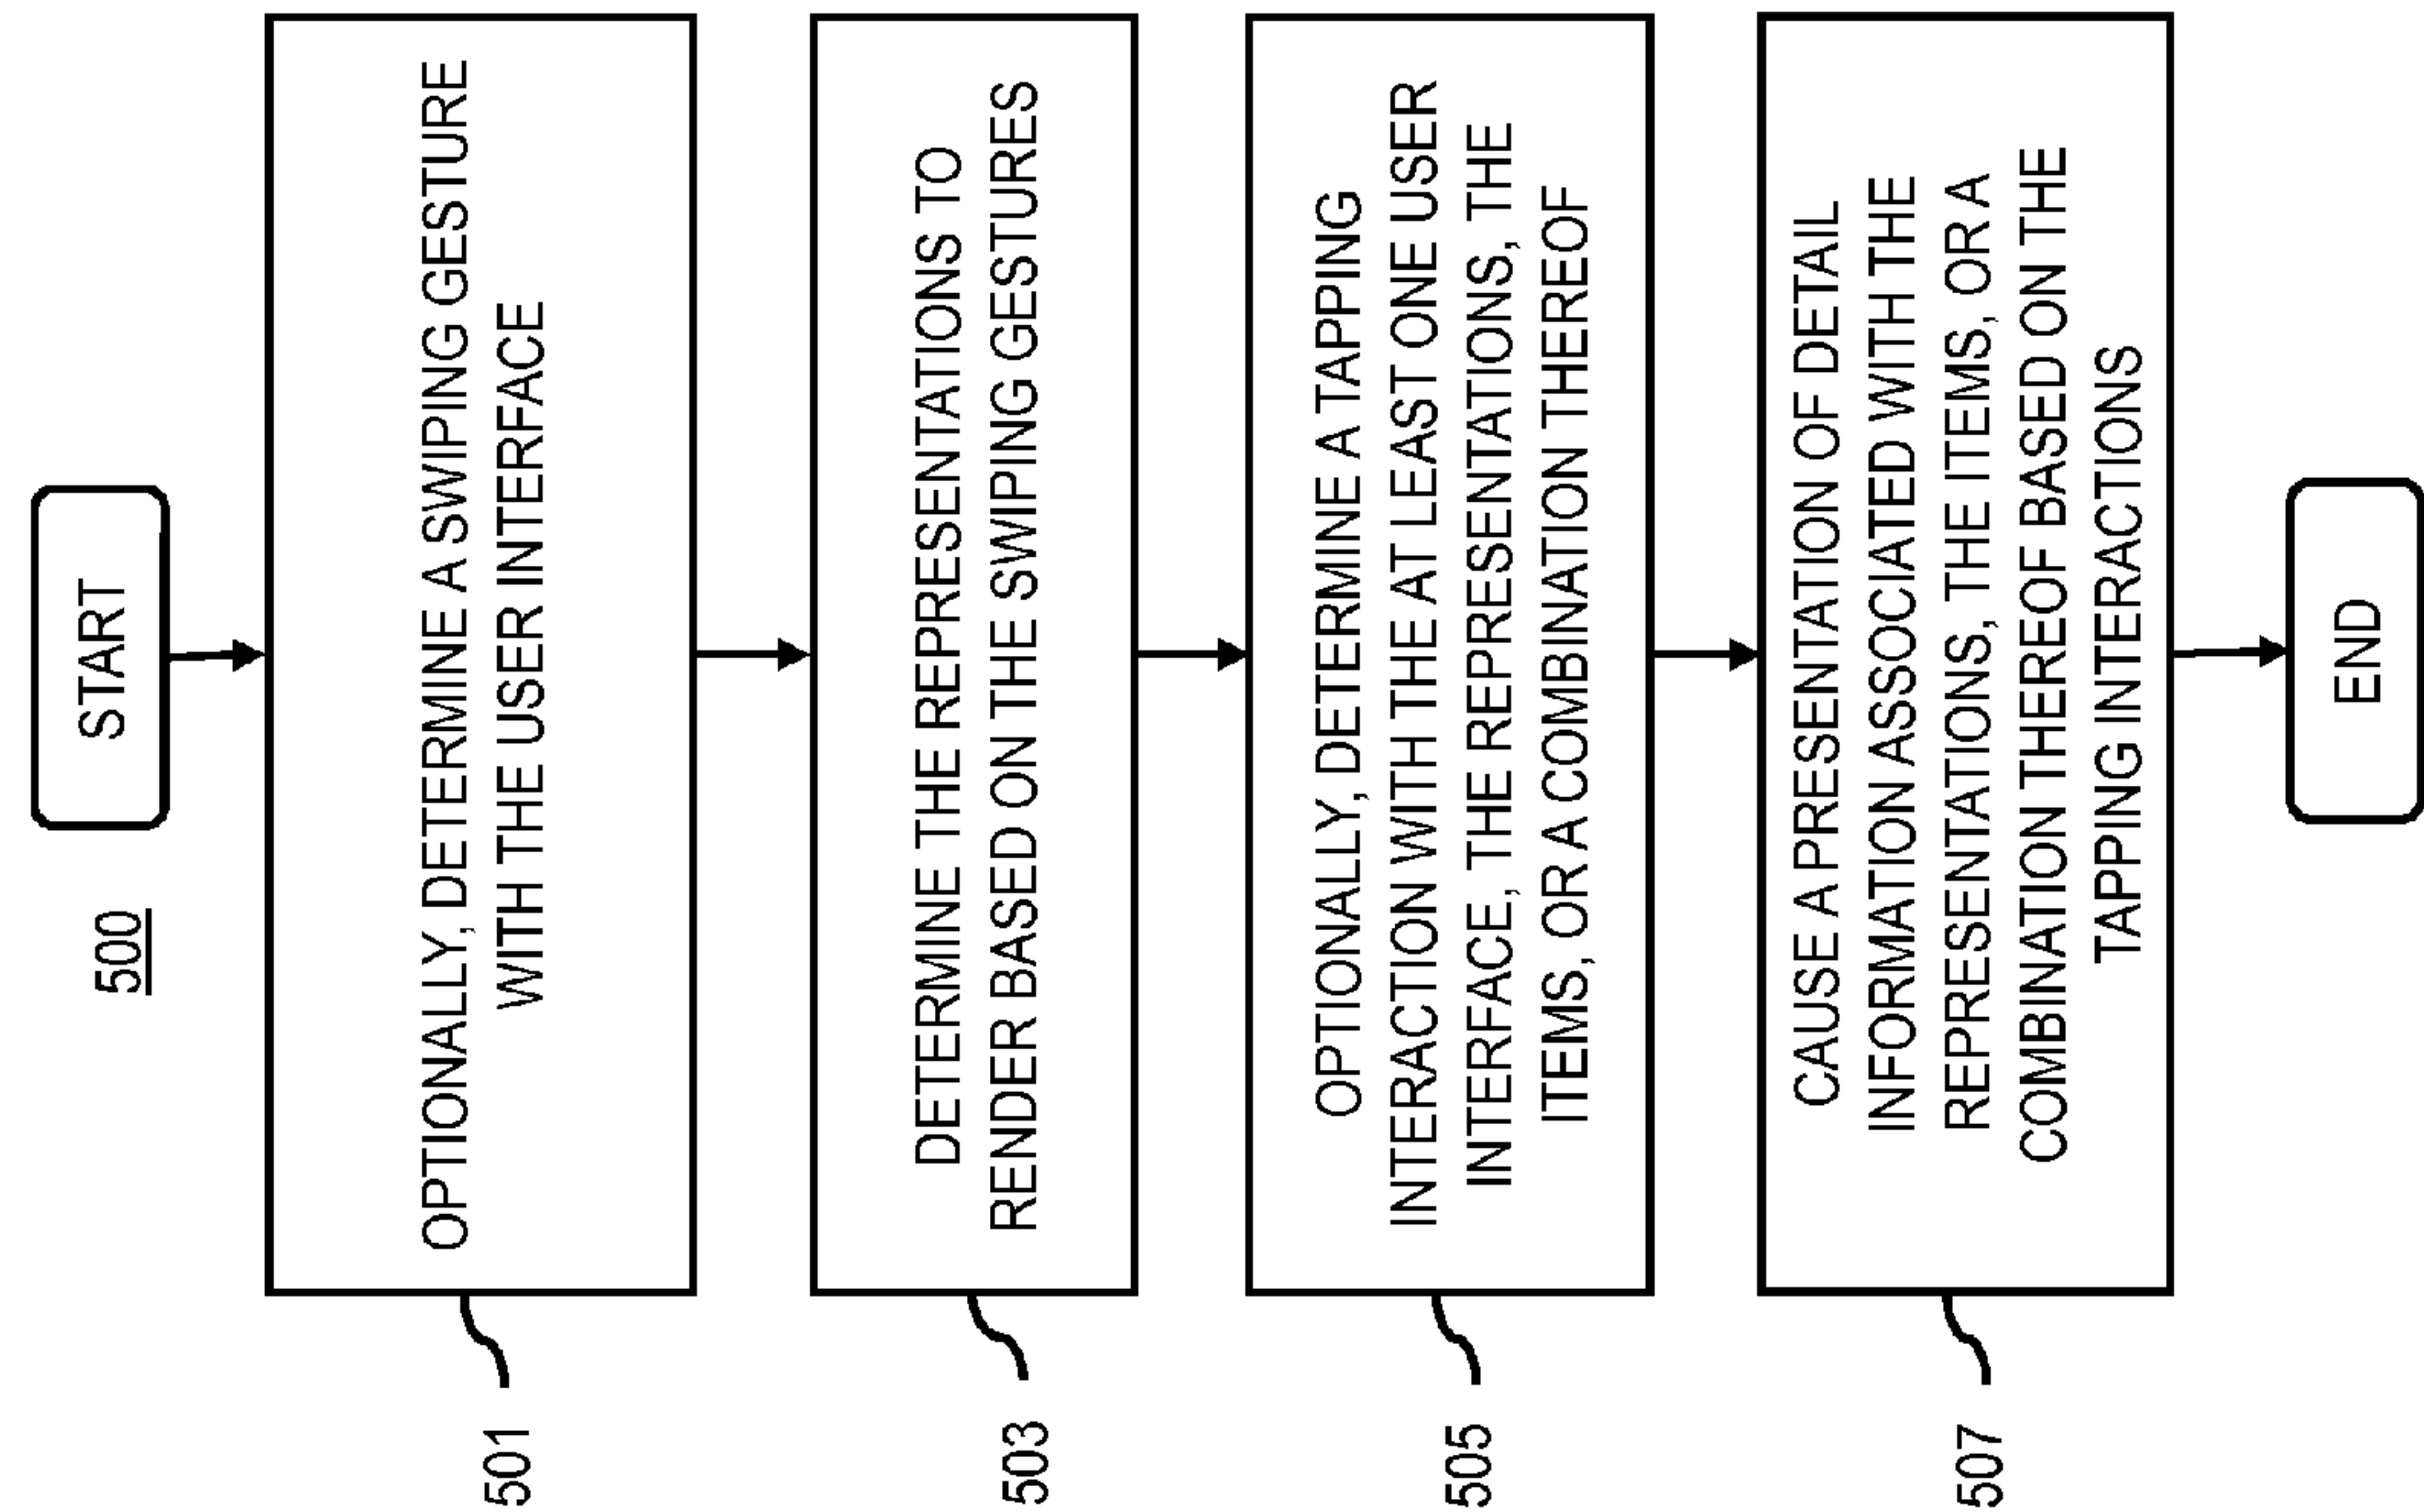 500
START
501
OPTIONALLY, DETERMINE A SWIPING GESTURE
WITH THE USER INTERFACE
503
DETERMINE THE REPRESENTATIONS TO
RENDER BASED ON THE SWIPING GESTURES
505
OPTIONALLY, DETERMINE A TAPPING
INTERACTION WITH THE AT LEAST ONE USER
INTERFACE, THE REPRESENTATIONS, THE
ITEMS, OR A COMBINATION THEREOF
507
CAUSE A PRESENTATION OF DETAIL
INFORMATION ASSOCIATED WITH THE
REPRESENTATIONS, THE ITEMS, OR A
COMBINATION THEREOF BASED ON THE
TAPPING INTERACTIONS
END